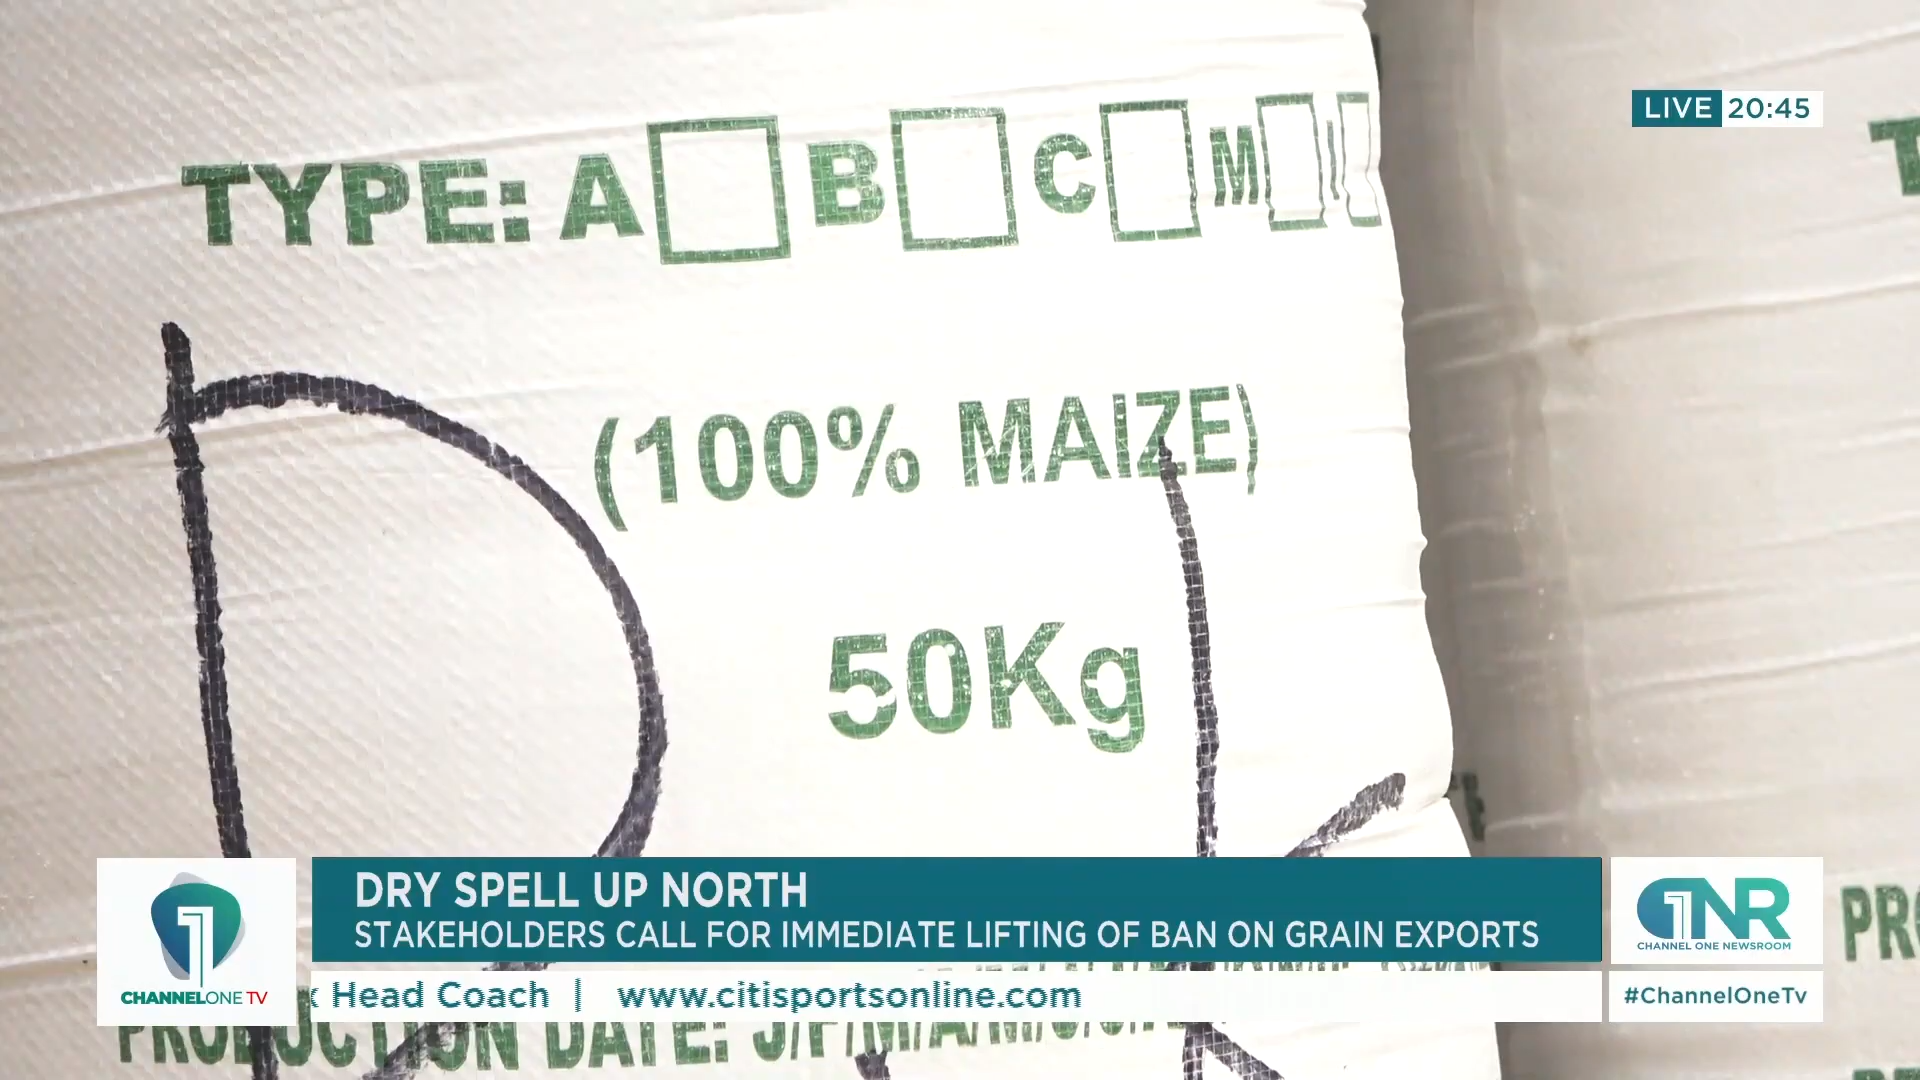 LIVE 20:45
TYPE: A B C M
(100% MAIZE)
50Kg
DRY SPELL UP NORTH
STAKEHOLDERS CALL FOR IMMEDIATE LIFTING OF BAN ON GRAIN EXPORTS
1NR
CHANNEL ONE NEWSROOM
1
CHANNELONE TV
Head Coach | www.citisportsonline.com
#ChannelOneTv
PRODUCTION DATE: J/F/M/A/M/J/J/